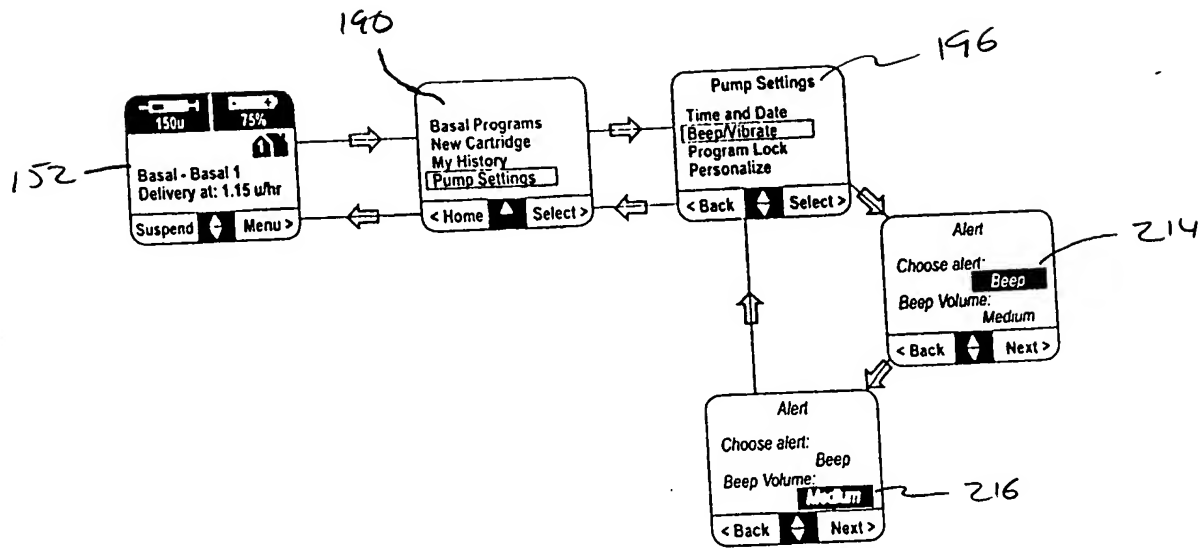 190
196
152
214
216
150u 75%
Basal - Basal 1
Delivery at: 1.15 u/hr
Suspend Menu >
Basal Programs
New Cartridge
My History
Pump Settings
< Home Select >
Pump Settings
Time and Date
Beep/Vibrate
Program Lock
Personalize
< Back Select >
Alert
Choose alert:
Beep
Beep Volume:
Medium
< Back Next >
Alert
Choose alert:
Beep
Beep Volume:
Medium
< Back Next >